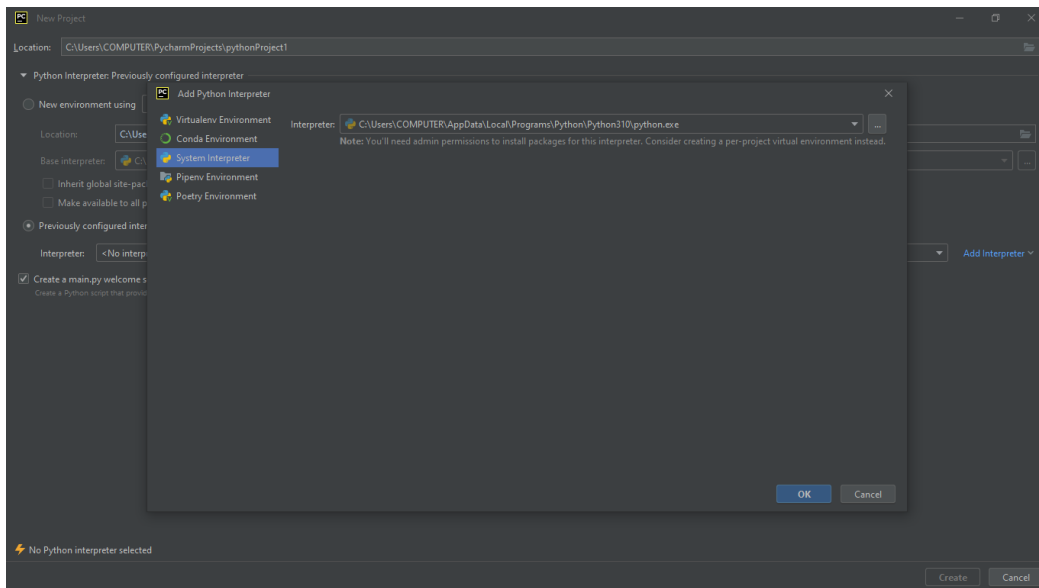 PC New Project
Location: C:\Users\COMPUTER\PycharmProjects\pythonProject1
Python Interpreter: Previously configured interpreter
PC Add Python Interpreter
New environment using
Virtualenv Environment
Interpreter: C:\Users\COMPUTER\AppData\Local\Programs\Python\Python310\python.exe ...
Location: C:\Use
Conda Environment
Note: You'll need admin permissions to install packages for this interpreter. Consider creating a per-project virtual environment instead.
Base interpreter: C:\ ...
System Interpreter
Inherit global site-pac
Pipenv Environment
Make available to all p
Poetry Environment
Previously configured inter
Interpreter: <No interp Add Interpreter
Create a main.py welcome s
Create a Python script that provid
OK Cancel
No Python interpreter selected
Create Cancel